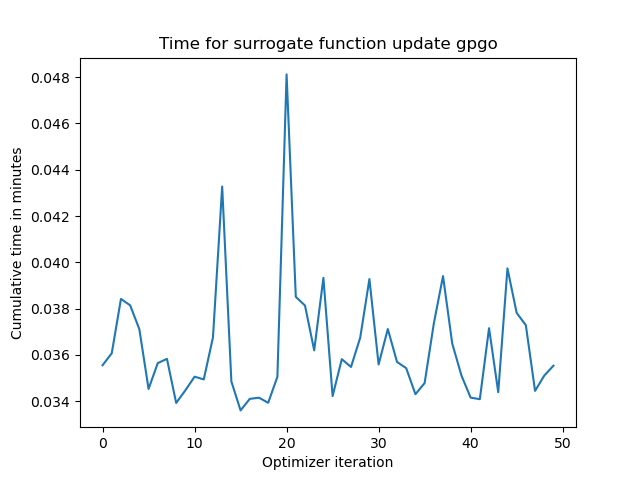 Time for surrogate function update gpgo
Cumulative time in minutes
0.048
0.046
0.044
0.042
0.040
0.038
0.036
0.034
0 10 20 30 40 50
Optimizer iteration